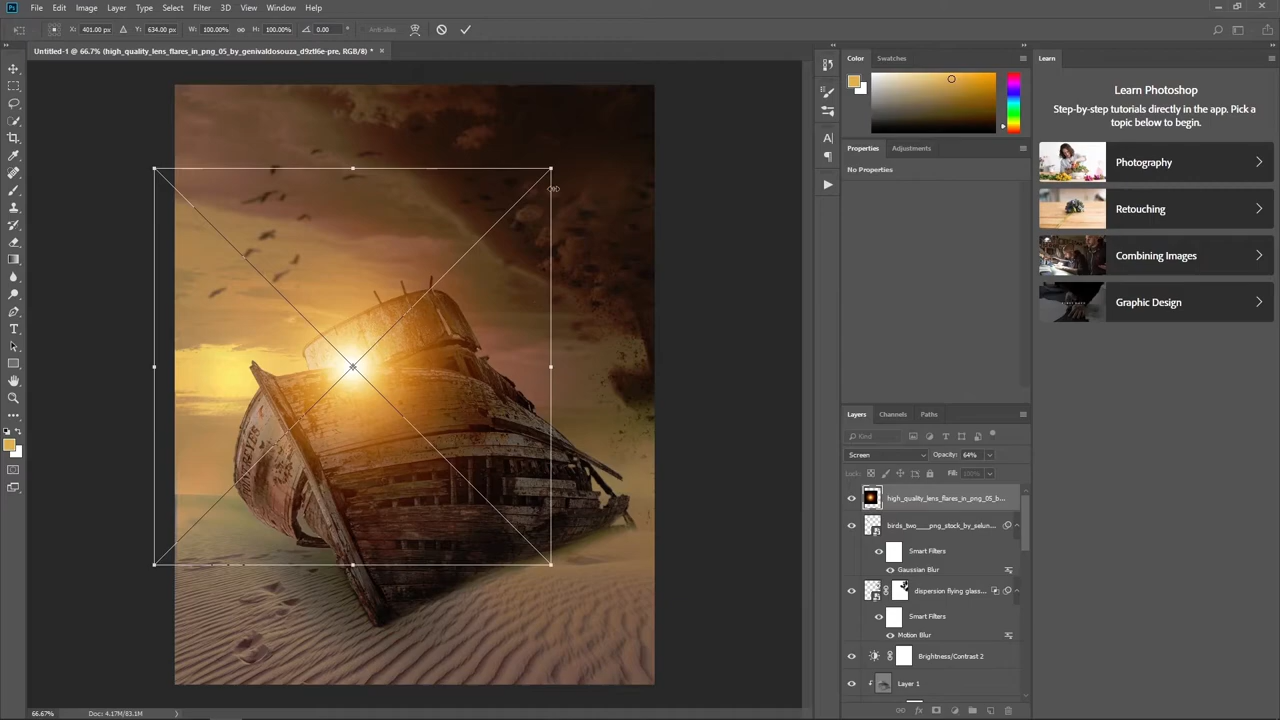 Ps File Edit Image Layer Type Select Filter 3D View Window Help
X: 401.00 px Y: 634.00 px W: 100.00% H: 100.00% 0.00 ° Anti-alias
Untitled-1 @ 66.7% (high_quality_lens_flares_in_png_05_by_genivaldosouza_d9ztl6e-pre, RGB/8) * ×
Color Swatches
Learn
Learn Photoshop
Step-by-step tutorials directly in the app. Pick a
topic below to begin.
Properties Adjustments
No Properties
Photography
Retouching
Combining Images
Graphic Design
Layers Channels Paths
Kind
Screen Opacity: 64%
Lock: Fill: 100%
high_quality_lens_flares_in_png_05_b...
birds_two____png_stock_by_selun...
Smart Filters
Gaussian Blur
dispersion flying glass...
Smart Filters
Motion Blur
Brightness/Contrast 2
Layer 1
66.67% Doc: 4.17M/83.1M